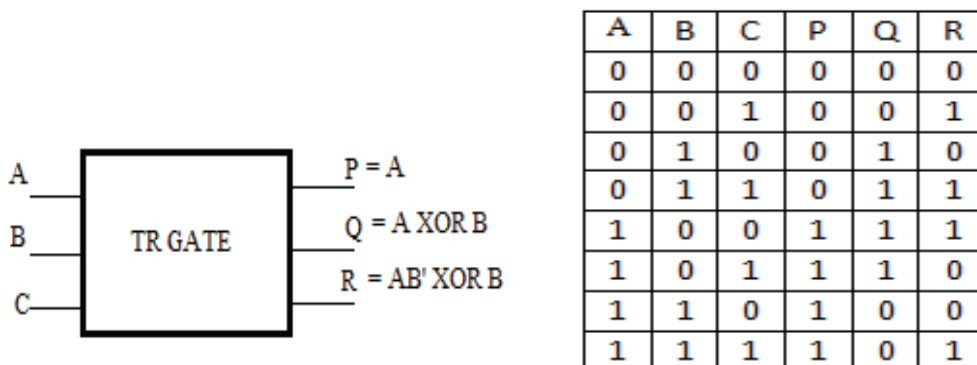 A
B
C
TR GATE
P = A
Q = A XOR B
R = AB' XOR B
A B C P Q R
0 0 0 0 0 0
0 0 1 0 0 1
0 1 0 0 1 0
0 1 1 0 1 1
1 0 0 1 1 1
1 0 1 1 1 0
1 1 0 1 0 0
1 1 1 1 0 1